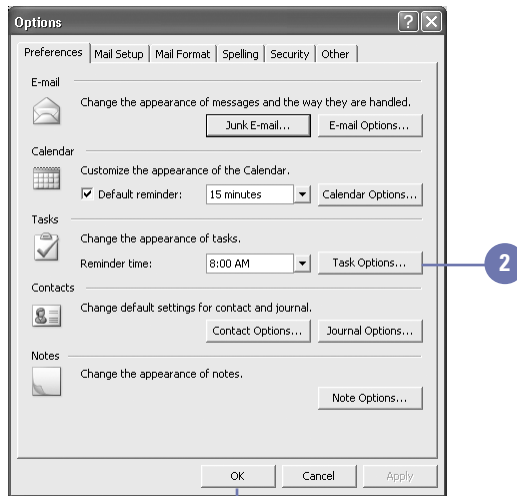 Options
Preferences Mail Setup Mail Format Spelling Security Other
E-mail
Change the appearance of messages and the way they are handled.
Junk E-mail... E-mail Options...
Calendar
Customize the appearance of the Calendar.
Default reminder: 15 minutes Calendar Options...
Tasks
Change the appearance of tasks.
Reminder time: 8:00 AM Task Options...
2
Contacts
Change default settings for contact and journal.
Contact Options... Journal Options...
Notes
Change the appearance of notes.
Note Options...
OK Cancel Apply